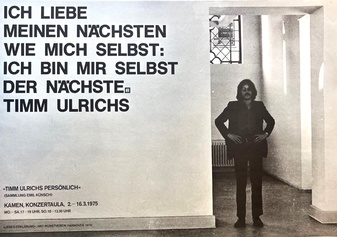 ICH LIEBE
MEINEN NÄCHSTEN
WIE MICH SELBST:
ICH BIN MIR SELBST
DER NÄCHSTE.
TIMM ULRICHS
»TIMM ULRICHS PERSÖNLICH«
(SAMMLUNG EMIL KÜNSCH)
KAMEN, KONZERTAULA, 2. – 16.3.1975